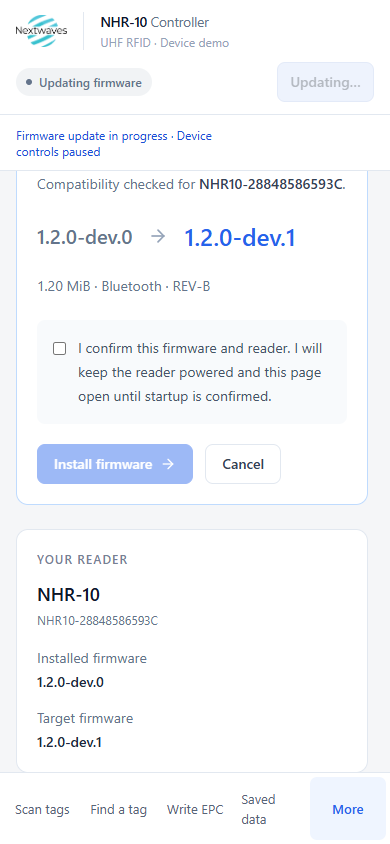 Nextwaves
NHR-10 Controller
UHF RFID · Device demo
Updating firmware
Updating...
Firmware update in progress · Device
controls paused
Compatibility checked for NHR10-28848586593C.
1.2.0-dev.0 → 1.2.0-dev.1
1.20 MiB · Bluetooth · REV-B
I confirm this firmware and reader. I will
keep the reader powered and this page
open until startup is confirmed.
Install firmware →
Cancel
YOUR READER
NHR-10
NHR10-28848586593C
Installed firmware
1.2.0-dev.0
Target firmware
1.2.0-dev.1
Scan tags
Find a tag
Write EPC
Saved
data
More